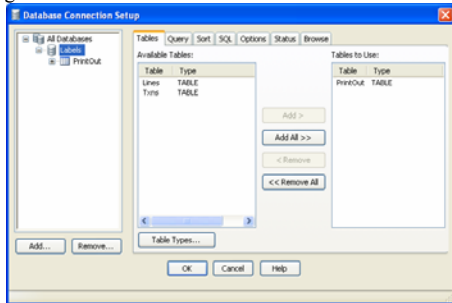 Database Connection Setup
All Databases
Labels
PrintOut
Tables Query Sort SQL Options Status Browse
Available Tables: Tables to Use:
Table Type Table Type
Lines TABLE PrintOut TABLE
Txns TABLE
Add >
Add All >>
< Remove
<< Remove All
Add... Remove... Table Types...
OK Cancel Help